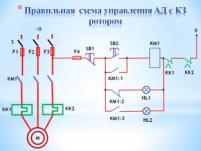 * Правильная схема управления АД с КЗ
ротором
~U
0
S
F1 F2 F3
F4
SB1
SB2
KM1
KM1
KM1:1
KK1 KK2
KK1
KK2
KM1:2
HL1
KM1:3
HL2
M